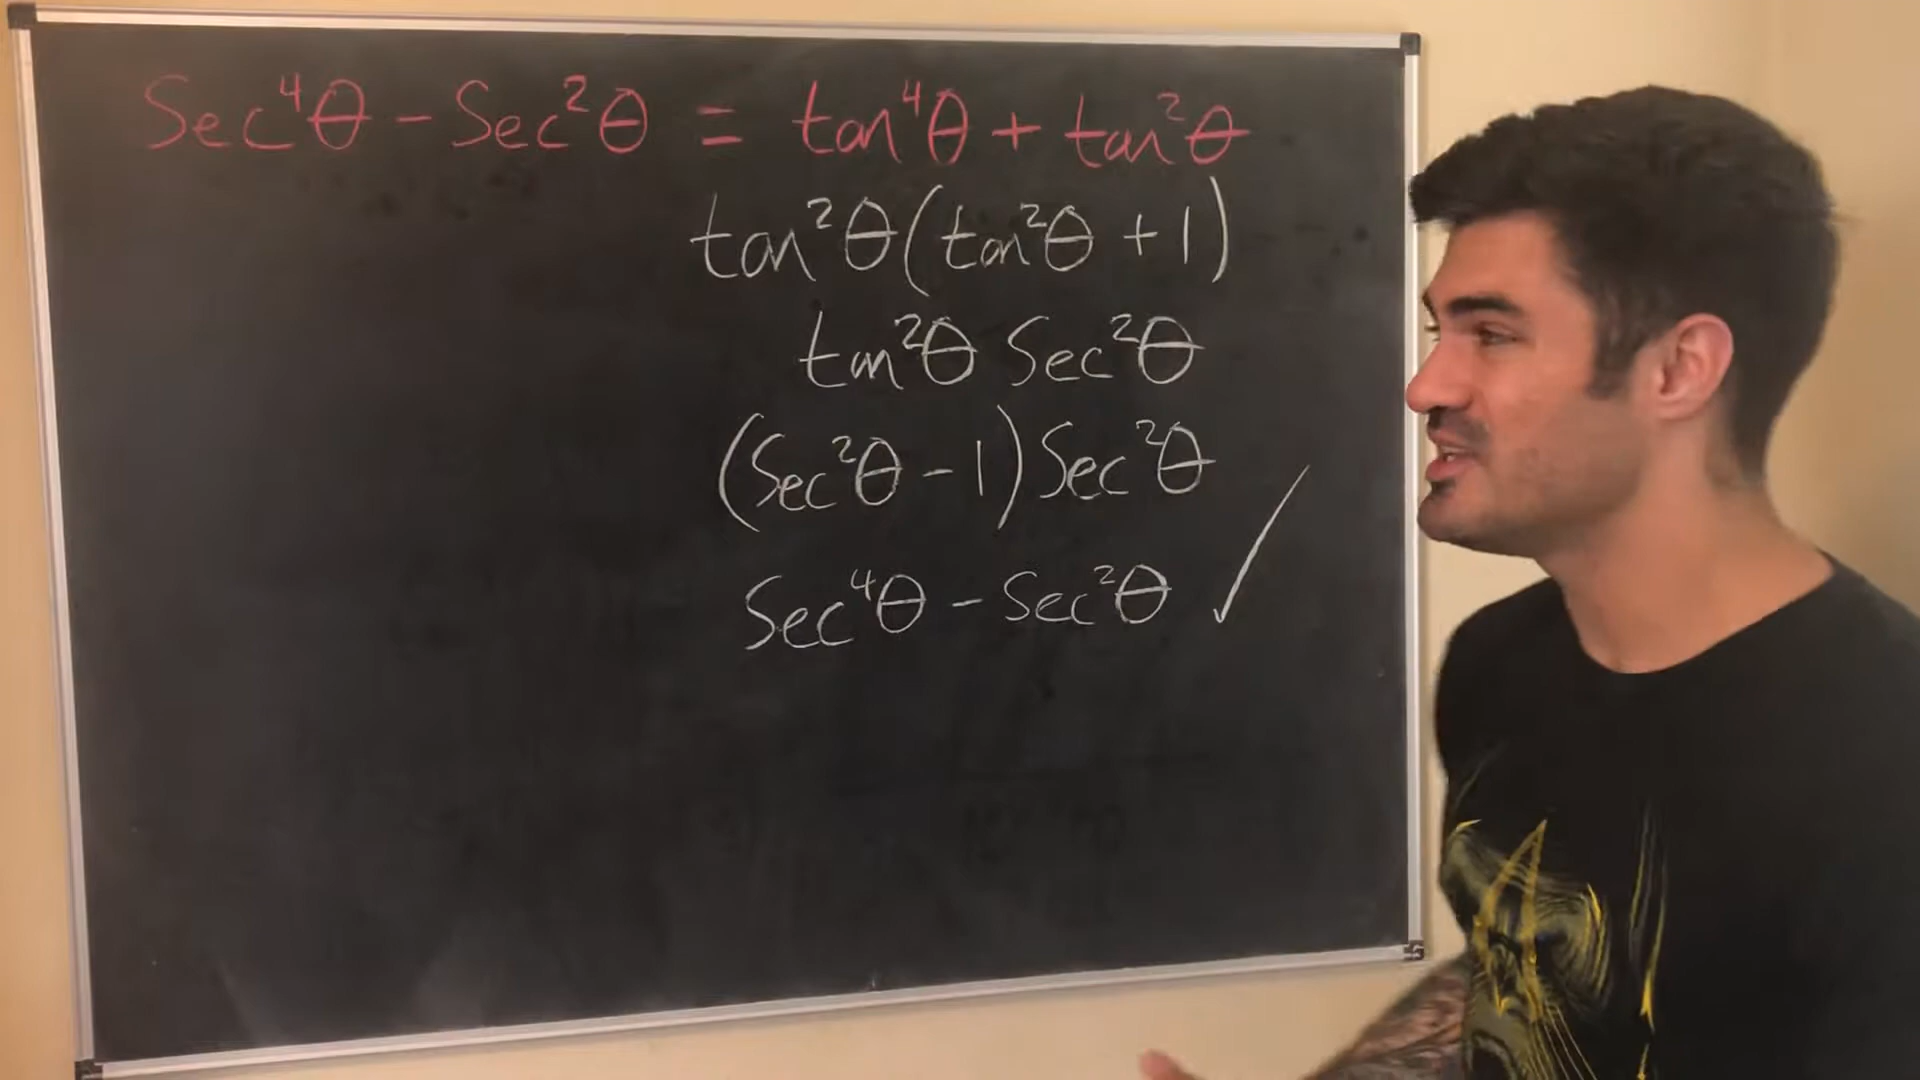 Sec⁴θ - Sec²θ = tan⁴θ + tan²θ
tan²θ(tan²θ + 1)
tan²θ Sec²θ
(Sec²θ - 1) Sec²θ
Sec⁴θ - Sec²θ ✓